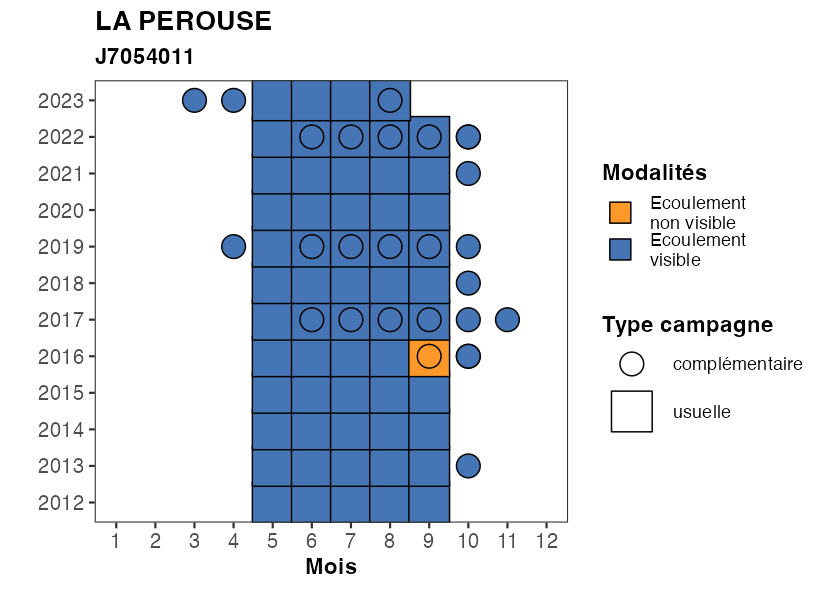 LA PEROUSE
J7054011
2023
2022
2021
2020
2019
2018
2017
2016
2015
2014
2013
2012
1 2 3 4 5 6 7 8 9 10 11 12
Mois
Modalités
Ecoulement
non visible
Ecoulement
visible
Type campagne
complémentaire
usuelle